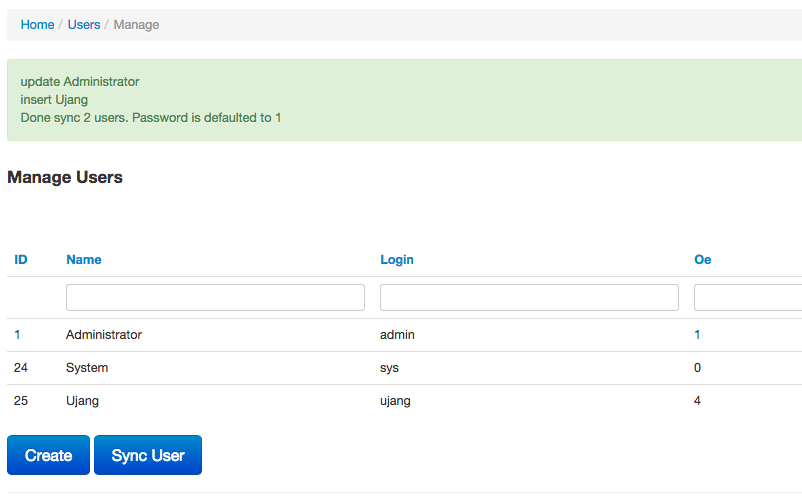 Home / Users / Manage
update Administrator
insert Ujang
Done sync 2 users. Password is defaulted to 1
Manage Users
ID Name Login Oe
1 Administrator admin 1
24 System sys 0
25 Ujang ujang 4
Create Sync User